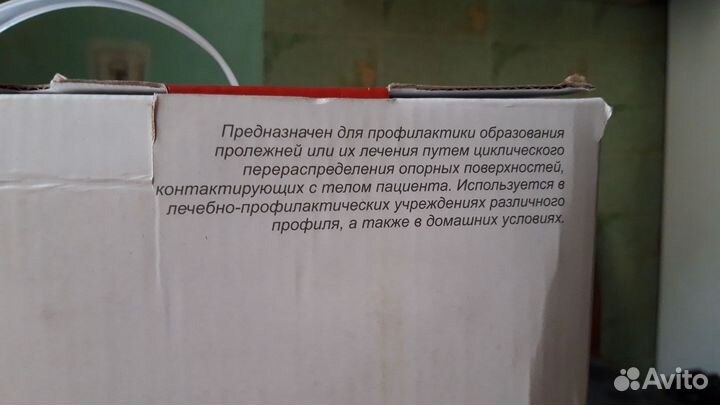 Предназначен для профилактики образования
пролежней или их лечения путем циклического
перераспределения опорных поверхностей,
контактирующих с телом пациента. Используется в
лечебно-профилактических учреждениях различного
профиля, а также в домашних условиях.
Avito